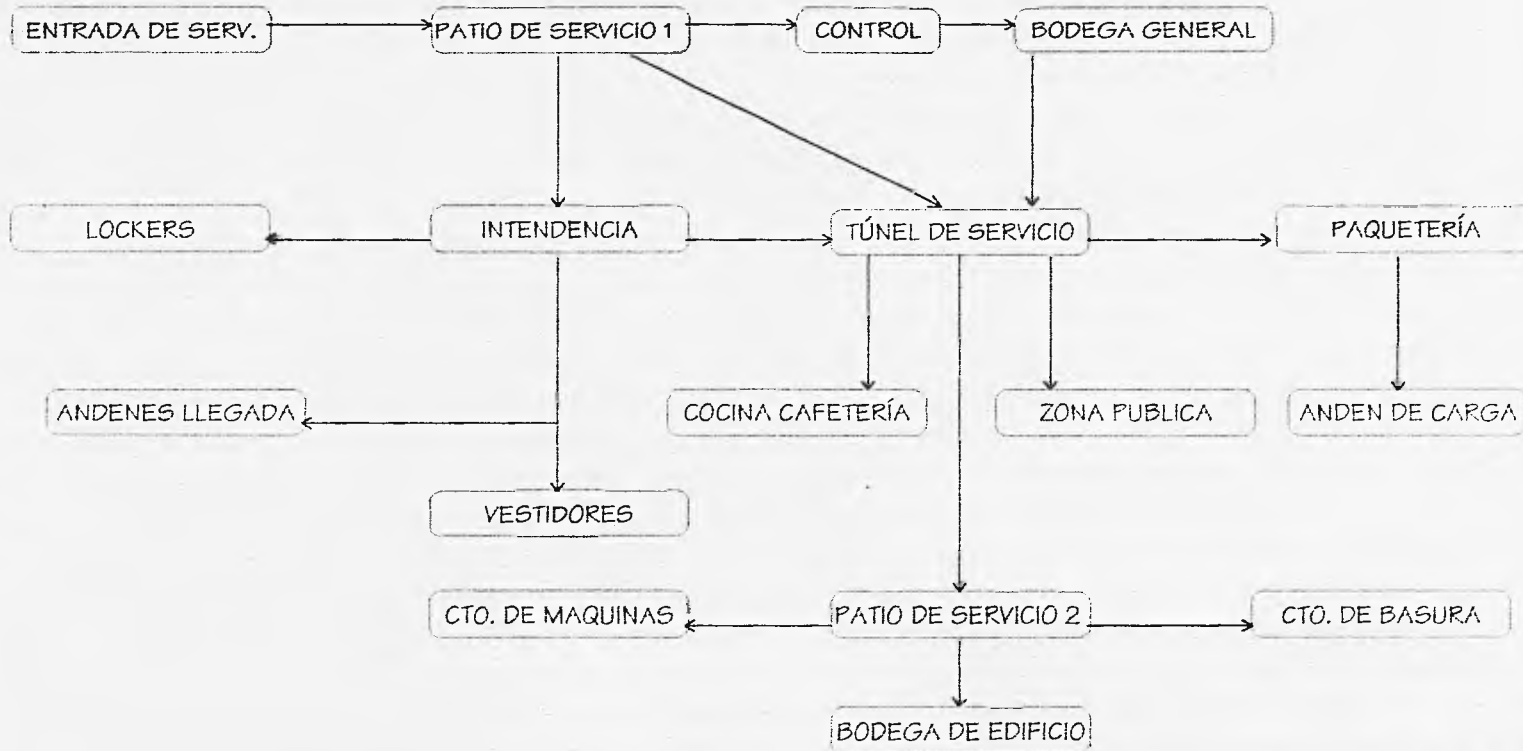 ENTRADA DE SERV.
PATIO DE SERVICIO 1
CONTROL
BODEGA GENERAL
LOCKERS
INTENDENCIA
TÚNEL DE SERVICIO
PAQUETERÍA
ANDENES LLEGADA
COCINA CAFETERÍA
ZONA PUBLICA
ANDEN DE CARGA
VESTIDORES
CTO. DE MAQUINAS
PATIO DE SERVICIO 2
CTO. DE BASURA
BODEGA DE EDIFICIO